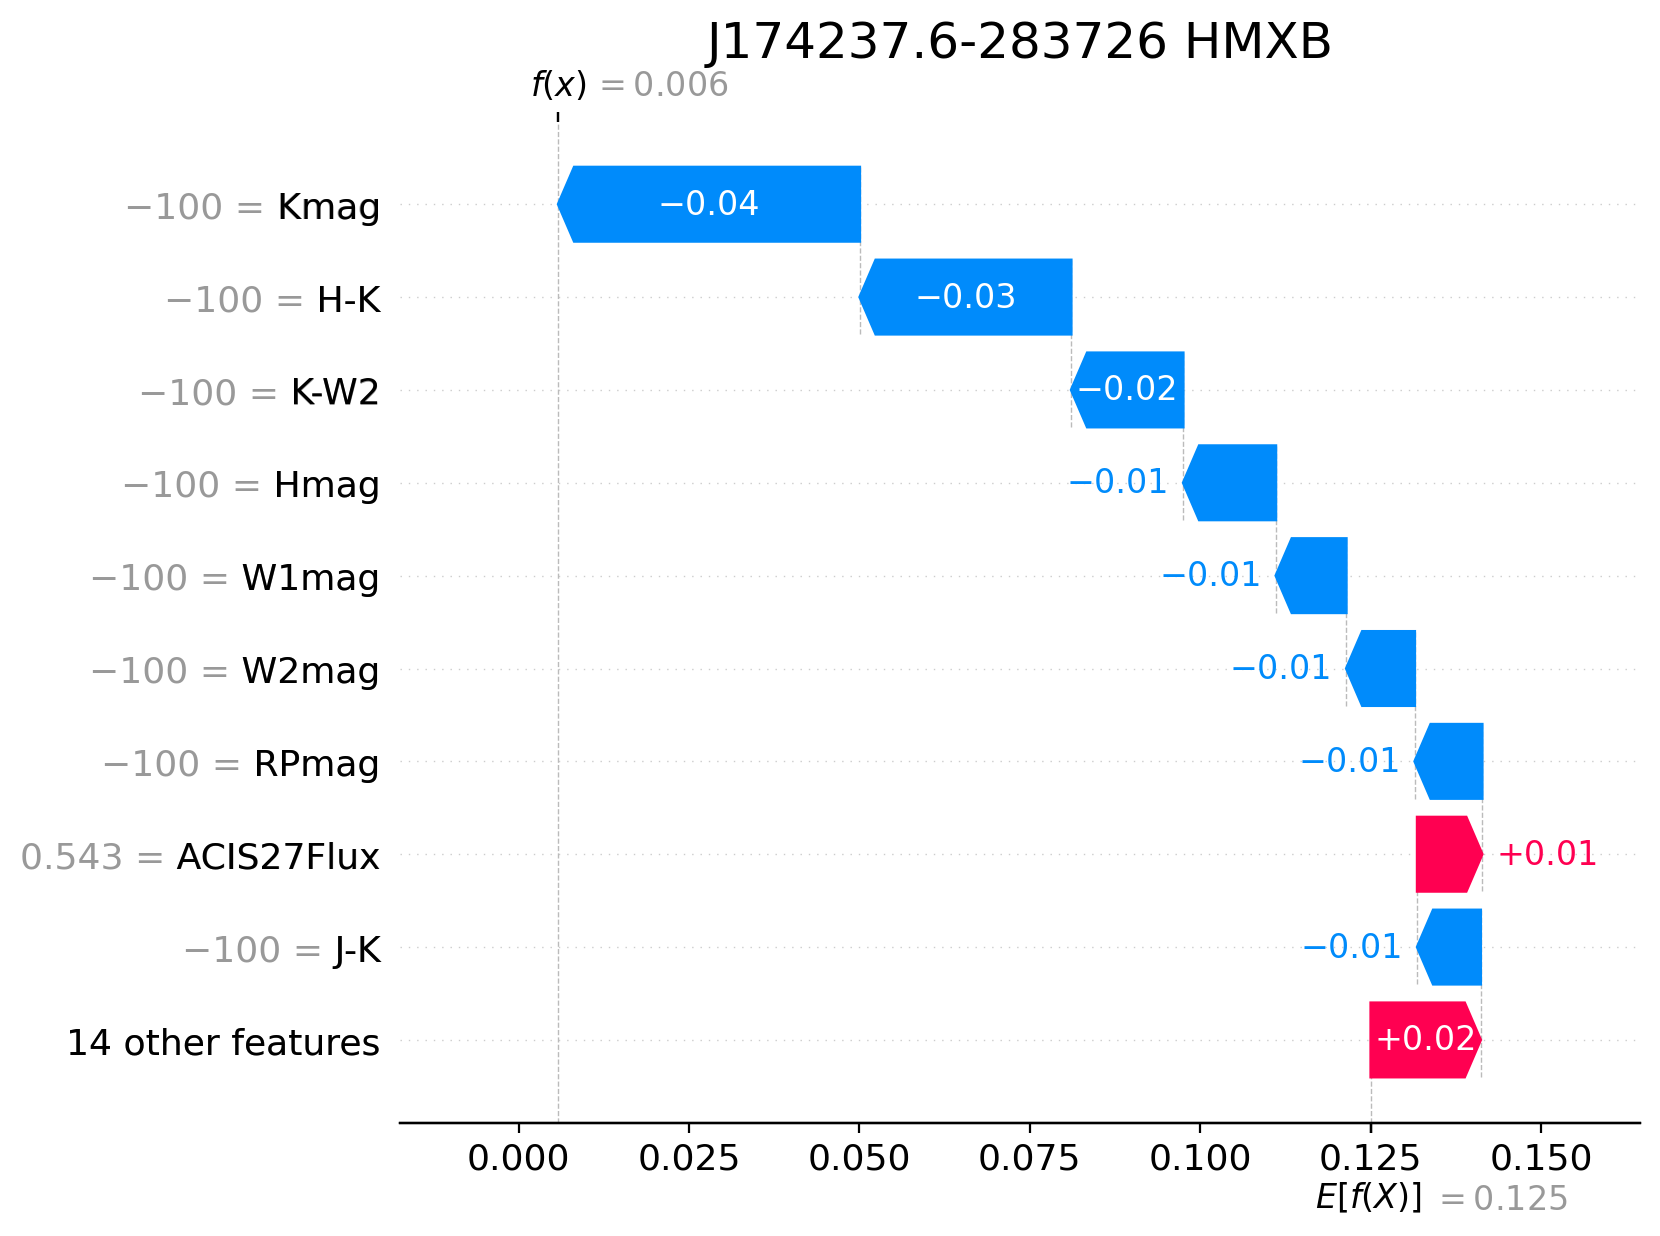 J174237.6-283726 HMXB
f(x) = 0.006
−100 = Kmag −0.04
−100 = H-K −0.03
−100 = K-W2 −0.02
−100 = Hmag −0.01
−100 = W1mag −0.01
−100 = W2mag −0.01
−100 = RPmag −0.01
0.543 = ACIS27Flux +0.01
−100 = J-K −0.01
14 other features +0.02
0.000 0.025 0.050 0.075 0.100 0.125 0.150
E[f(X)] = 0.125